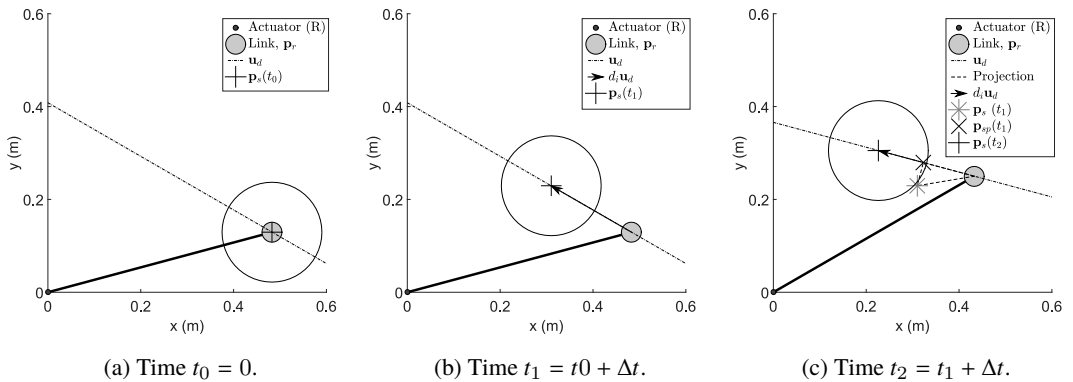 0.6
0.4
0.2
0
0.2
0.4
0.6
y (m)
x (m)
Actuator (R)
Link, p_r
u_d
p_s(t_0)
(a) Time t_0 = 0.
0.6
0.4
0.2
0
0.2
0.4
0.6
y (m)
x (m)
Actuator (R)
Link, p_r
u_d
d_i u_d
p_s(t_1)
(b) Time t_1 = t0 + Δt.
0.6
0.4
0.2
0
0
0.2
0.4
0.6
y (m)
x (m)
Actuator (R)
Link, p_r
u_d
Projection
d_i u_d
p_s (t_1)
p_sp(t_1)
p_s(t_2)
(c) Time t_2 = t_1 + Δt.